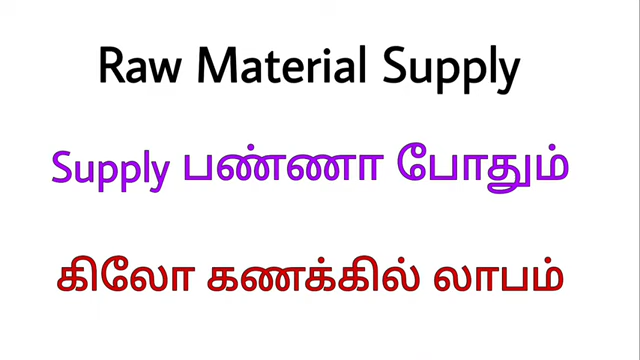 Raw Material Supply
Supply பண்ணா போதும்
கிலோ கணக்கில் லாபம்